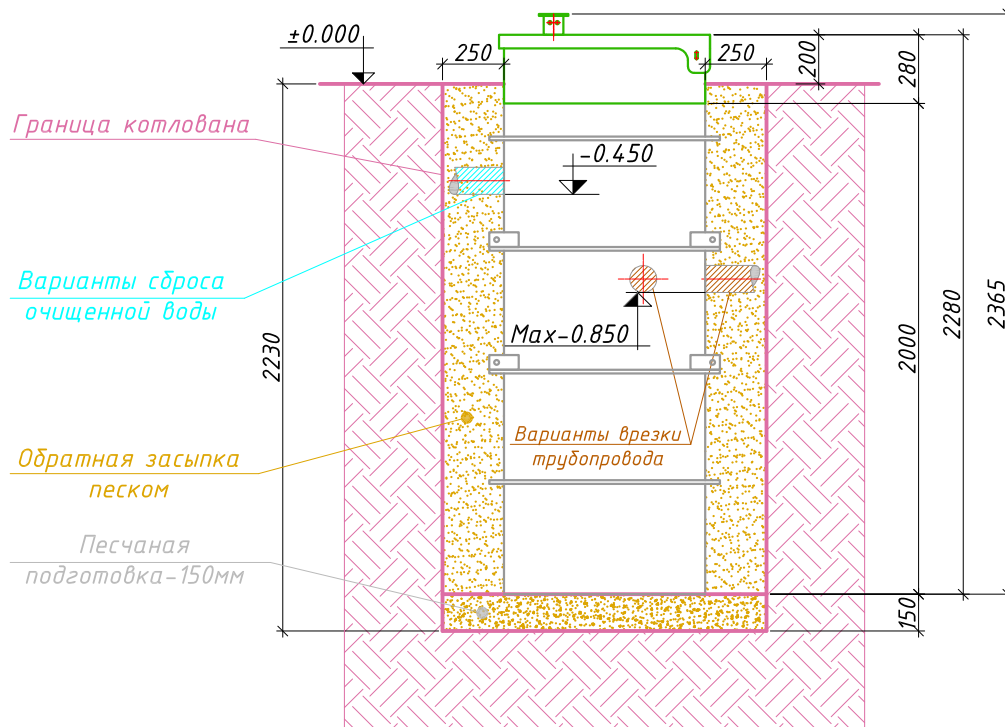 ±0.000
250
250
200
280
Граница котлована
-0.450
Варианты сброса
очищенной воды
Max-0.850
2230
2000
2280
2365
Варианты врезки
трубопровода
Обратная засыпка
песком
Песчаная
подготовка-150мм
150